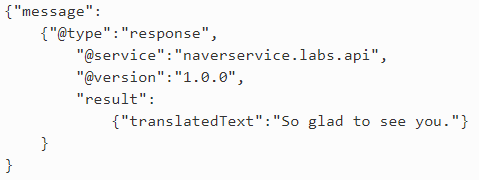 {"message":
{"@type":"response",
"@service":"naverservice.labs.api",
"@version":"1.0.0",
"result":
{"translatedText":"So glad to see you."}
}
}